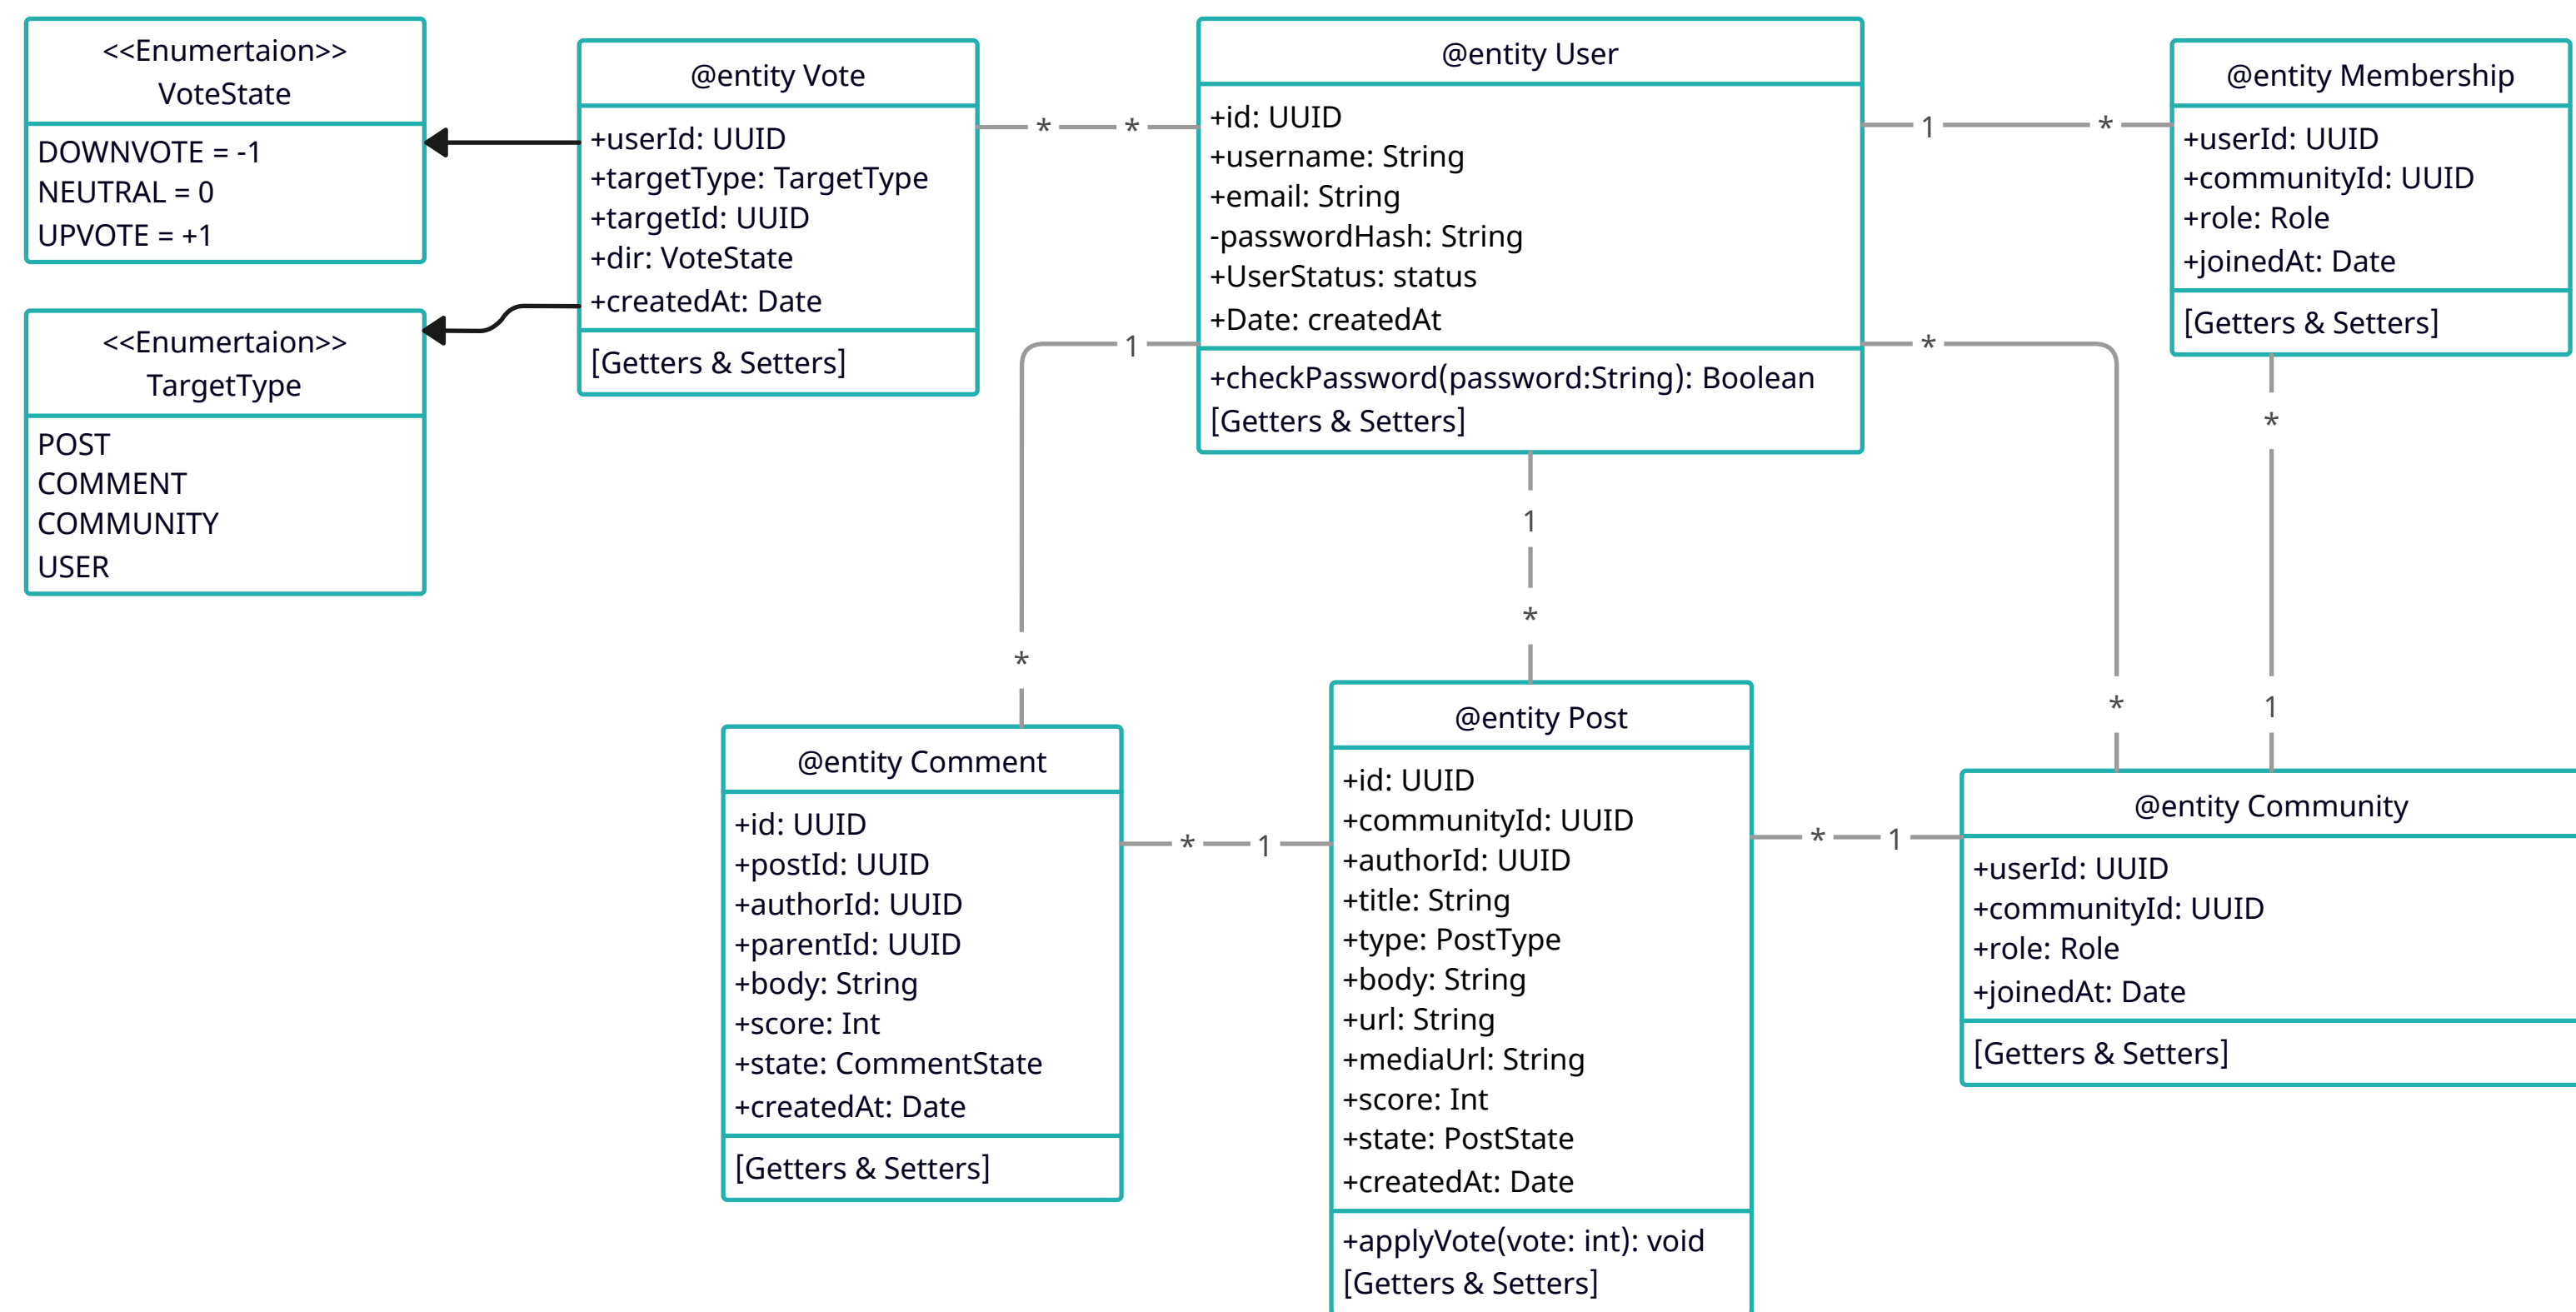 <<Enumertaion>>
VoteState
DOWNVOTE = -1
NEUTRAL = 0
UPVOTE = +1
<<Enumertaion>>
TargetType
POST
COMMENT
COMMUNITY
USER
@entity Vote
+userId: UUID
+targetType: TargetType
+targetId: UUID
+dir: VoteState
+createdAt: Date
[Getters & Setters]
* *
@entity User
+id: UUID
+username: String
+email: String
-passwordHash: String
+UserStatus: status
+Date: createdAt
+checkPassword(password:String): Boolean
[Getters & Setters]
1 *
@entity Membership
+userId: UUID
+communityId: UUID
+role: Role
+joinedAt: Date
[Getters & Setters]
1
*
1
*
*
*
*
1
@entity Comment
+id: UUID
+postId: UUID
+authorId: UUID
+parentId: UUID
+body: String
+score: Int
+state: CommentState
+createdAt: Date
[Getters & Setters]
* 1
@entity Post
+id: UUID
+communityId: UUID
+authorId: UUID
+title: String
+type: PostType
+body: String
+url: String
+mediaUrl: String
+score: Int
+state: PostState
+createdAt: Date
+applyVote(vote: int): void
[Getters & Setters]
* 1
@entity Community
+userId: UUID
+communityId: UUID
+role: Role
+joinedAt: Date
[Getters & Setters]